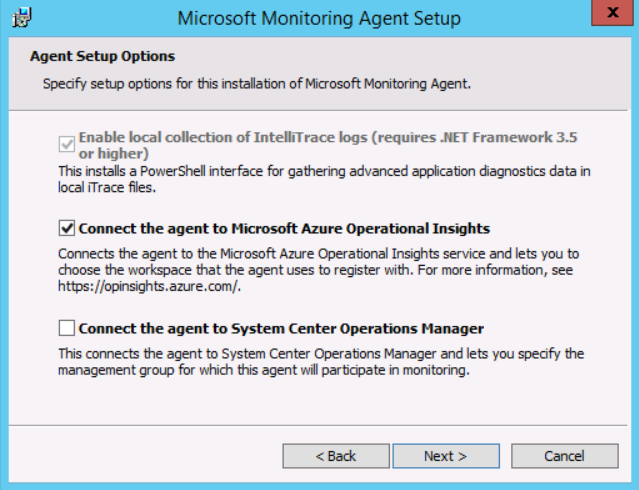 Microsoft Monitoring Agent Setup
x
Agent Setup Options
Specify setup options for this installation of Microsoft Monitoring Agent.
Enable local collection of IntelliTrace logs (requires .NET Framework 3.5
or higher)
This installs a PowerShell interface for gathering advanced application diagnostics data in
local iTrace files.
Connect the agent to Microsoft Azure Operational Insights
Connects the agent to the Microsoft Azure Operational Insights service and lets you to
choose the workspace that the agent uses to register with. For more information, see
https://opinsights.azure.com/.
Connect the agent to System Center Operations Manager
This connects the agent to System Center Operations Manager and lets you specify the
management group for which this agent will participate in monitoring.
< Back Next > Cancel